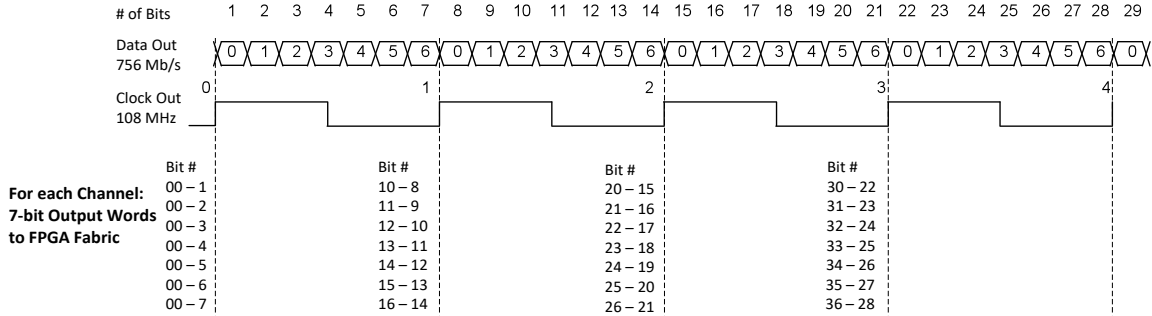 # of Bits 1 2 3 4 5 6 7 8 9 10 11 12 13 14 15 16 17 18 19 20 21 22 23 24 25 26 27 28 29
Data Out
756 Mb/s
0 1 2 3 4 5 6 0 1 2 3 4 5 6 0 1 2 3 4 5 6 0 1 2 3 4 5 6 0
0 1 2 3 4
Clock Out
108 MHz
For each Channel:
7-bit Output Words
to FPGA Fabric
Bit #
00 – 1
00 – 2
00 – 3
00 – 4
00 – 5
00 – 6
00 – 7
Bit #
10 – 8
11 – 9
12 – 10
13 – 11
14 – 12
15 – 13
16 – 14
Bit #
20 – 15
21 – 16
22 – 17
23 – 18
24 – 19
25 – 20
26 – 21
Bit #
30 – 22
31 – 23
32 – 24
33 – 25
34 – 26
35 – 27
36 – 28